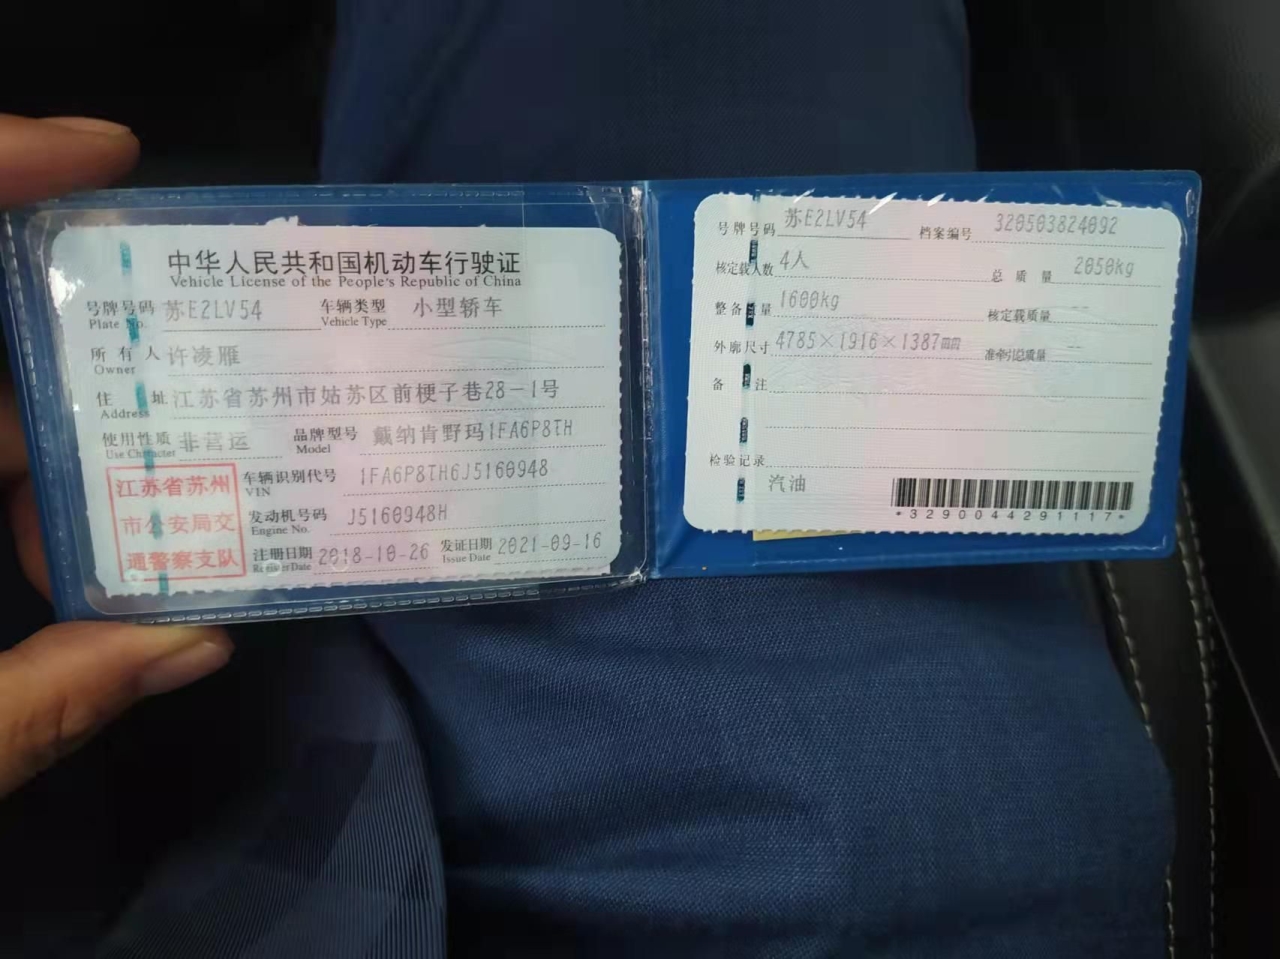 中华人民共和国机动车行驶证
Vehicle License of the People's Republic of China
号牌号码 苏E2LV54 车辆类型 小型轿车
Plate No. Vehicle Type
所有人 许凌雁
Owner
住址 江苏省苏州市姑苏区前梗子巷28-1号
Address
使用性质 非营运 品牌型号 戴纳肯野玛1FA6P8TH
Use Character Model
江苏省苏州
市公安局交
通警察支队
车辆识别代号 1FA6P8TH6J5160948
VIN
发动机号码 J5160948H
Engine No.
注册日期 2018-10-26 发证日期 2021-09-16
Register Date Issue Date
号牌号码 苏E2LV54 档案编号 320503824092
核定载人数 4人 总质量 2050kg
整备质量 1600kg 核定载质量 --
外廓尺寸 4785×1916×1387mm 准牵引总质量 --
备注
检验记录
汽油
*3290044291117*